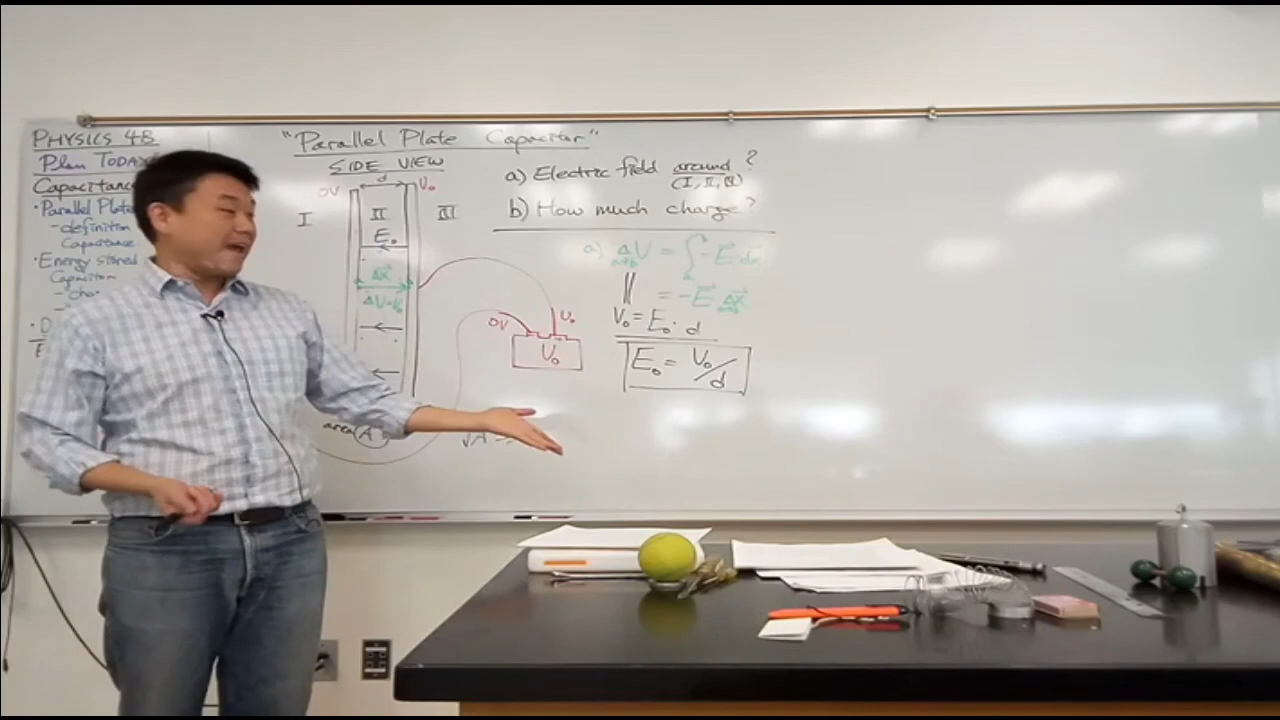 PHYSICS 4B
Plan TODAY
Capacitance
• Parallel Plate
- definition
Capacitance
• Energy stored
"Parallel Plate Capacitor"
SIDE VIEW
0V d V₀
I II III
E₀
Δx⃗
ΔV=V₀
area A
0V V₀
V₀
a) Electric field around ?
(I, II, III)
b) How much charge?
a) ΔV = ∫ -E⃗·dx⃗
a→b
|| = -E⃗·Δx⃗
V₀ = E₀·d
E₀ = V₀/d